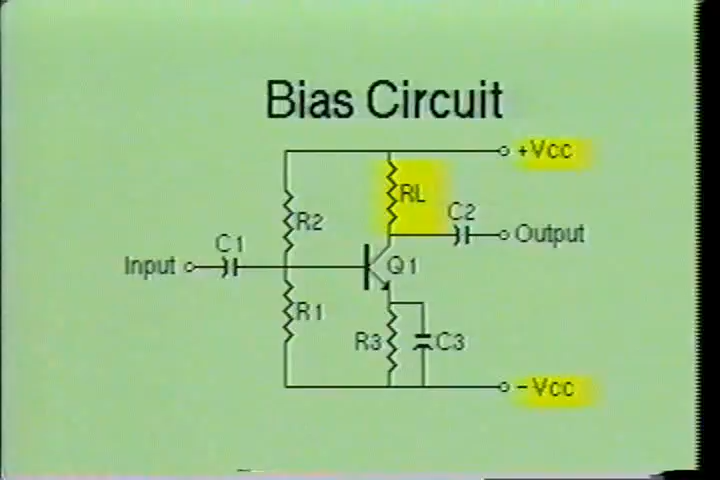 Bias Circuit
+Vcc
RL
R2
C2
Output
C1
Input
Q1
R1
R3
C3
-Vcc